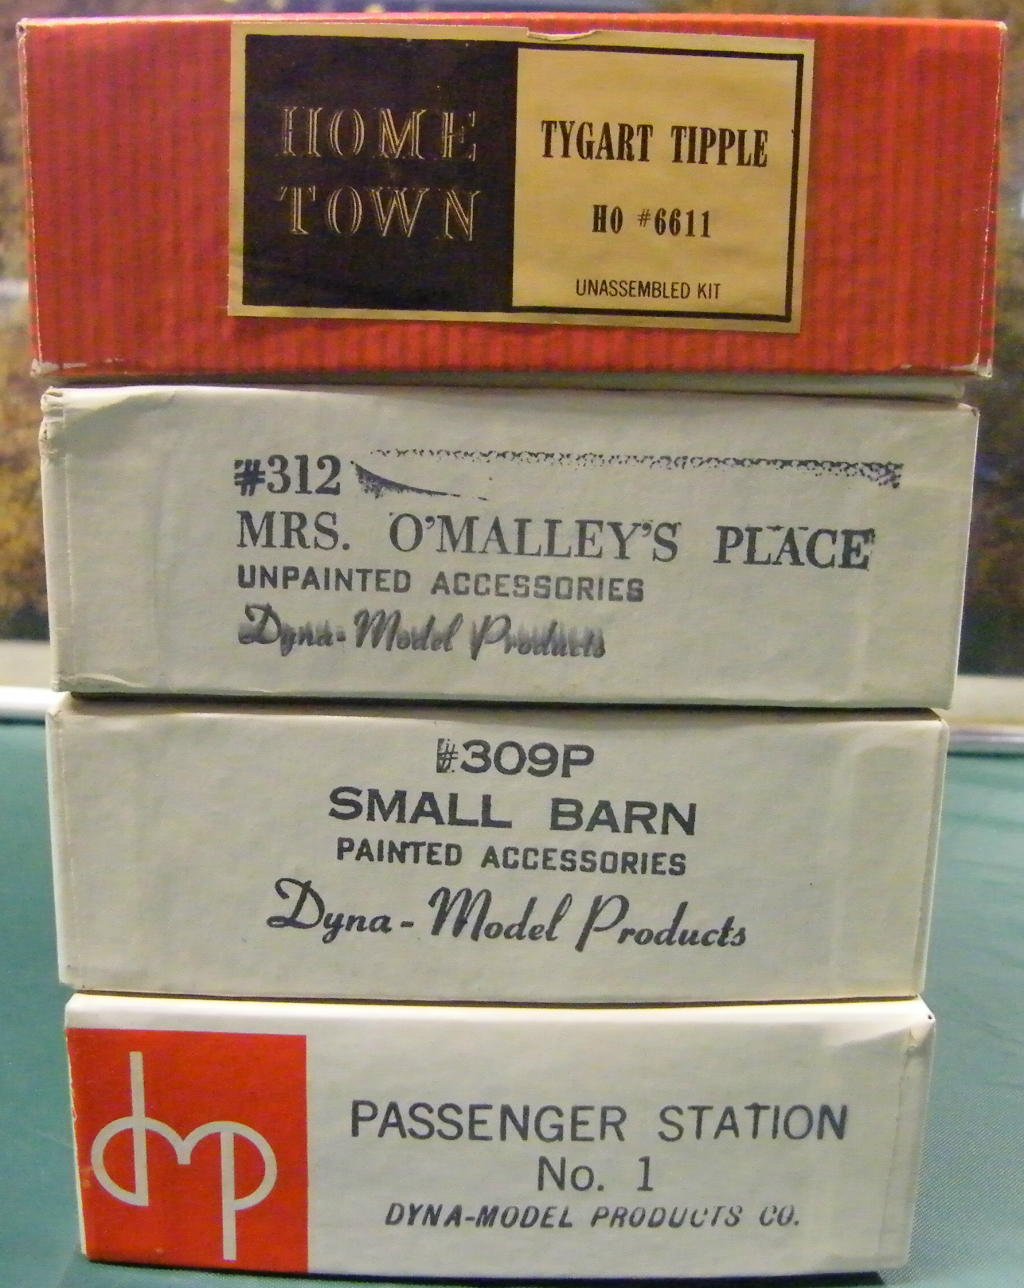 HOME
TOWN
TYGART TIPPLE
HO #6611
UNASSEMBLED KIT
#312
MRS. O'MALLEY'S PLACE
UNPAINTED ACCESSORIES
Dyna-Model Products
#309P
SMALL BARN
PAINTED ACCESSORIES
Dyna-Model Products
dmp
PASSENGER STATION
No. 1
DYNA-MODEL PRODUCTS CO.